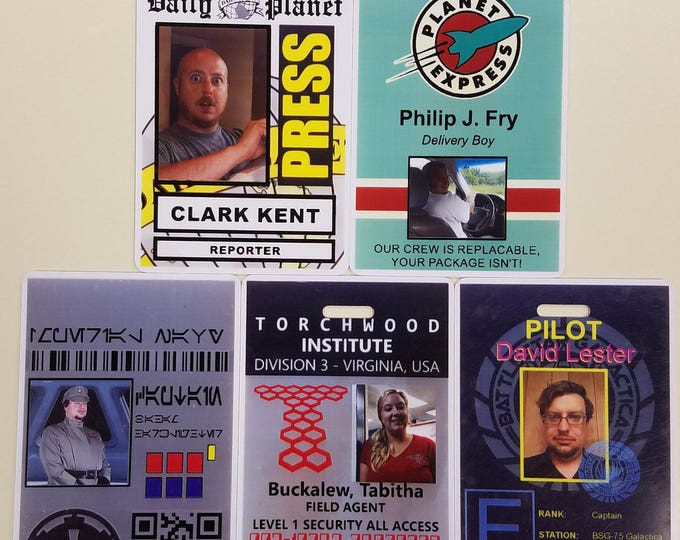 Daily Planet
PRESS
CLARK KENT
REPORTER
PLANET
EXPRESS
Philip J. Fry
Delivery Boy
OUR CREW IS REPLACABLE,
YOUR PACKAGE ISN'T!
TORCHWOOD
INSTITUTE
DIVISION 3 - VIRGINIA, USA
Buckalew, Tabitha
FIELD AGENT
LEVEL 1 SECURITY ALL ACCESS
PILOT
David Lester
BATTLESTAR GALACTICA
E
RANK: Captain
STATION: BSG-75 Galactica